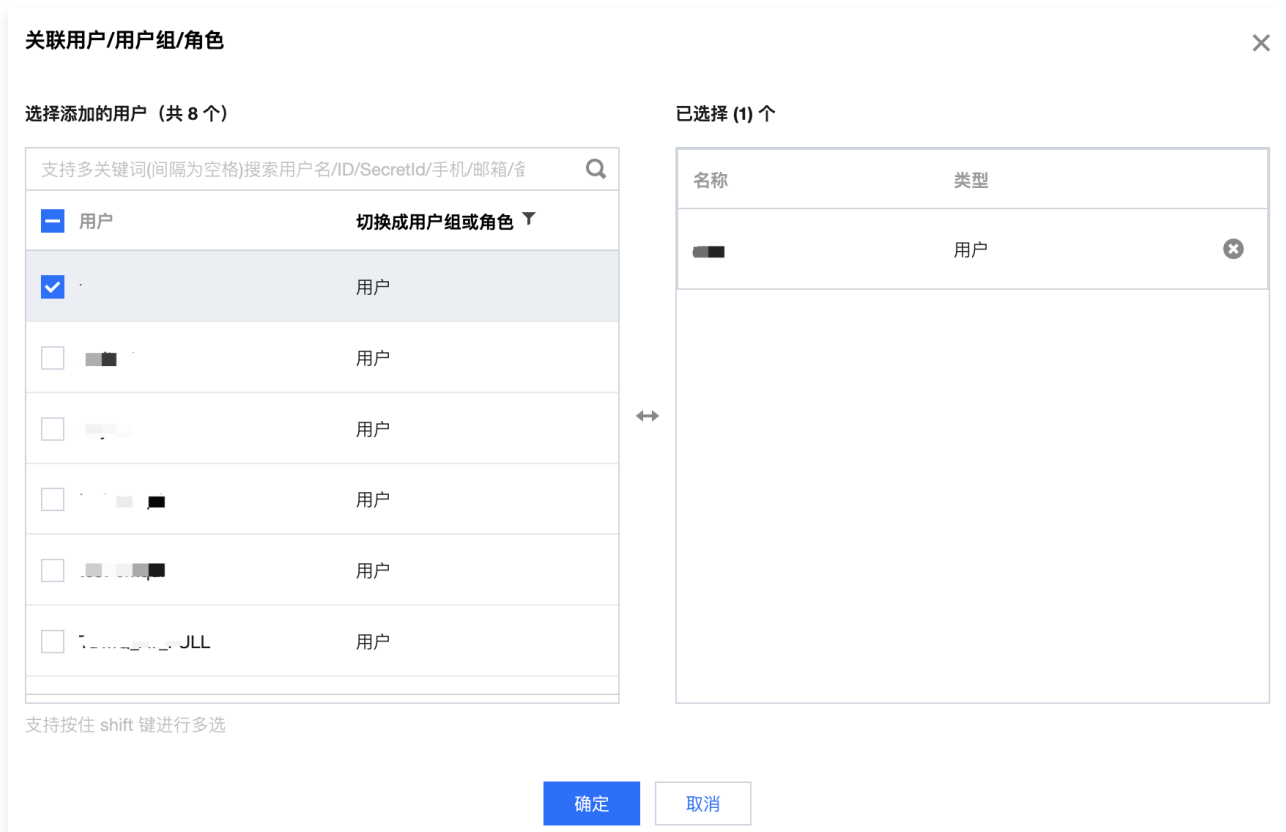 关联用户/用户组/角色
选择添加的用户（共 8 个）
支持多关键词(间隔为空格)搜索用户名/ID/SecretId/手机/邮箱/备
用户 切换成用户组或角色
用户
用户
用户
用户
用户
用户
支持按住 shift 键进行多选
已选择 (1) 个
名称 类型
用户
确定 取消